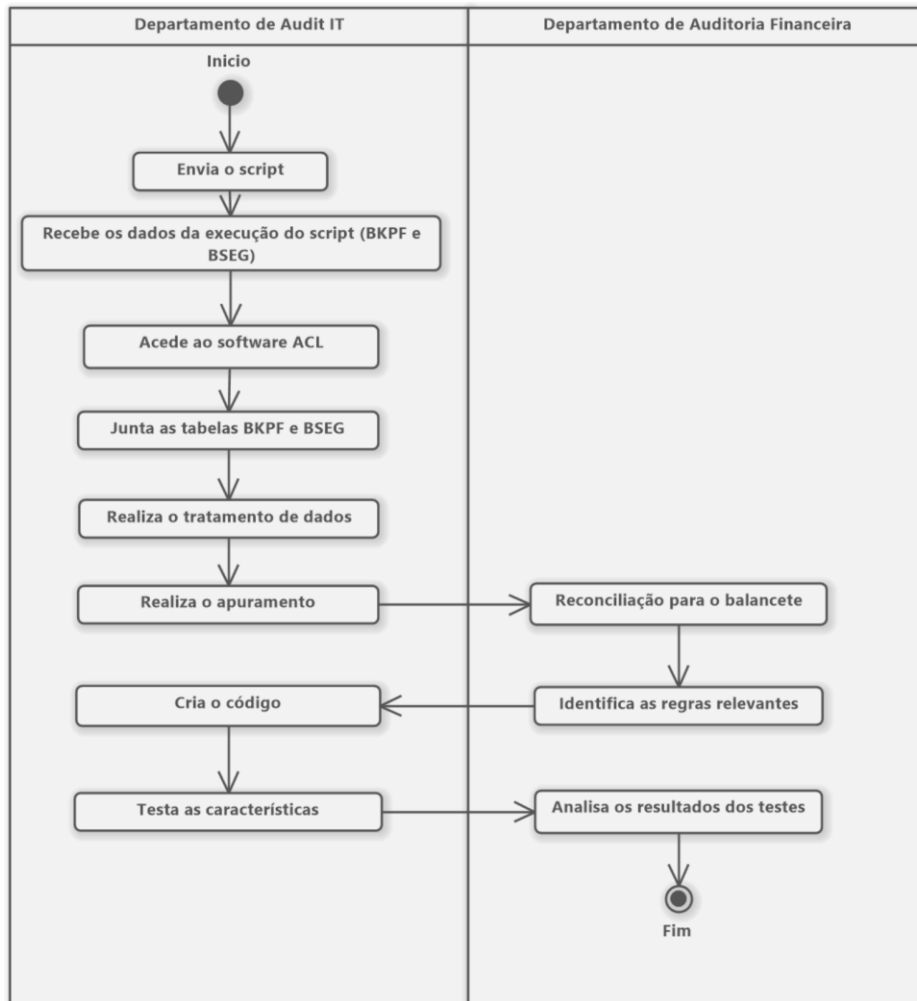 Departamento de Audit IT
Departamento de Auditoria Financeira
Inicio
Envia o script
Recebe os dados da execução do script (BKPF e
BSEG)
Acede ao software ACL
Junta as tabelas BKPF e BSEG
Realiza o tratamento de dados
Realiza o apuramento
Reconciliação para o balancete
Identifica as regras relevantes
Cria o código
Testa as características
Analisa os resultados dos testes
Fim